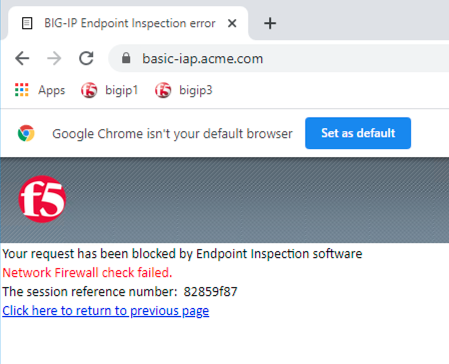 BIG-IP Endpoint Inspection error
basic-iap.acme.com
Apps bigip1 bigip3
Google Chrome isn't your default browser Set as default
f5
Your request has been blocked by Endpoint Inspection software
Network Firewall check failed.
The session reference number: 82859f87
Click here to return to previous page